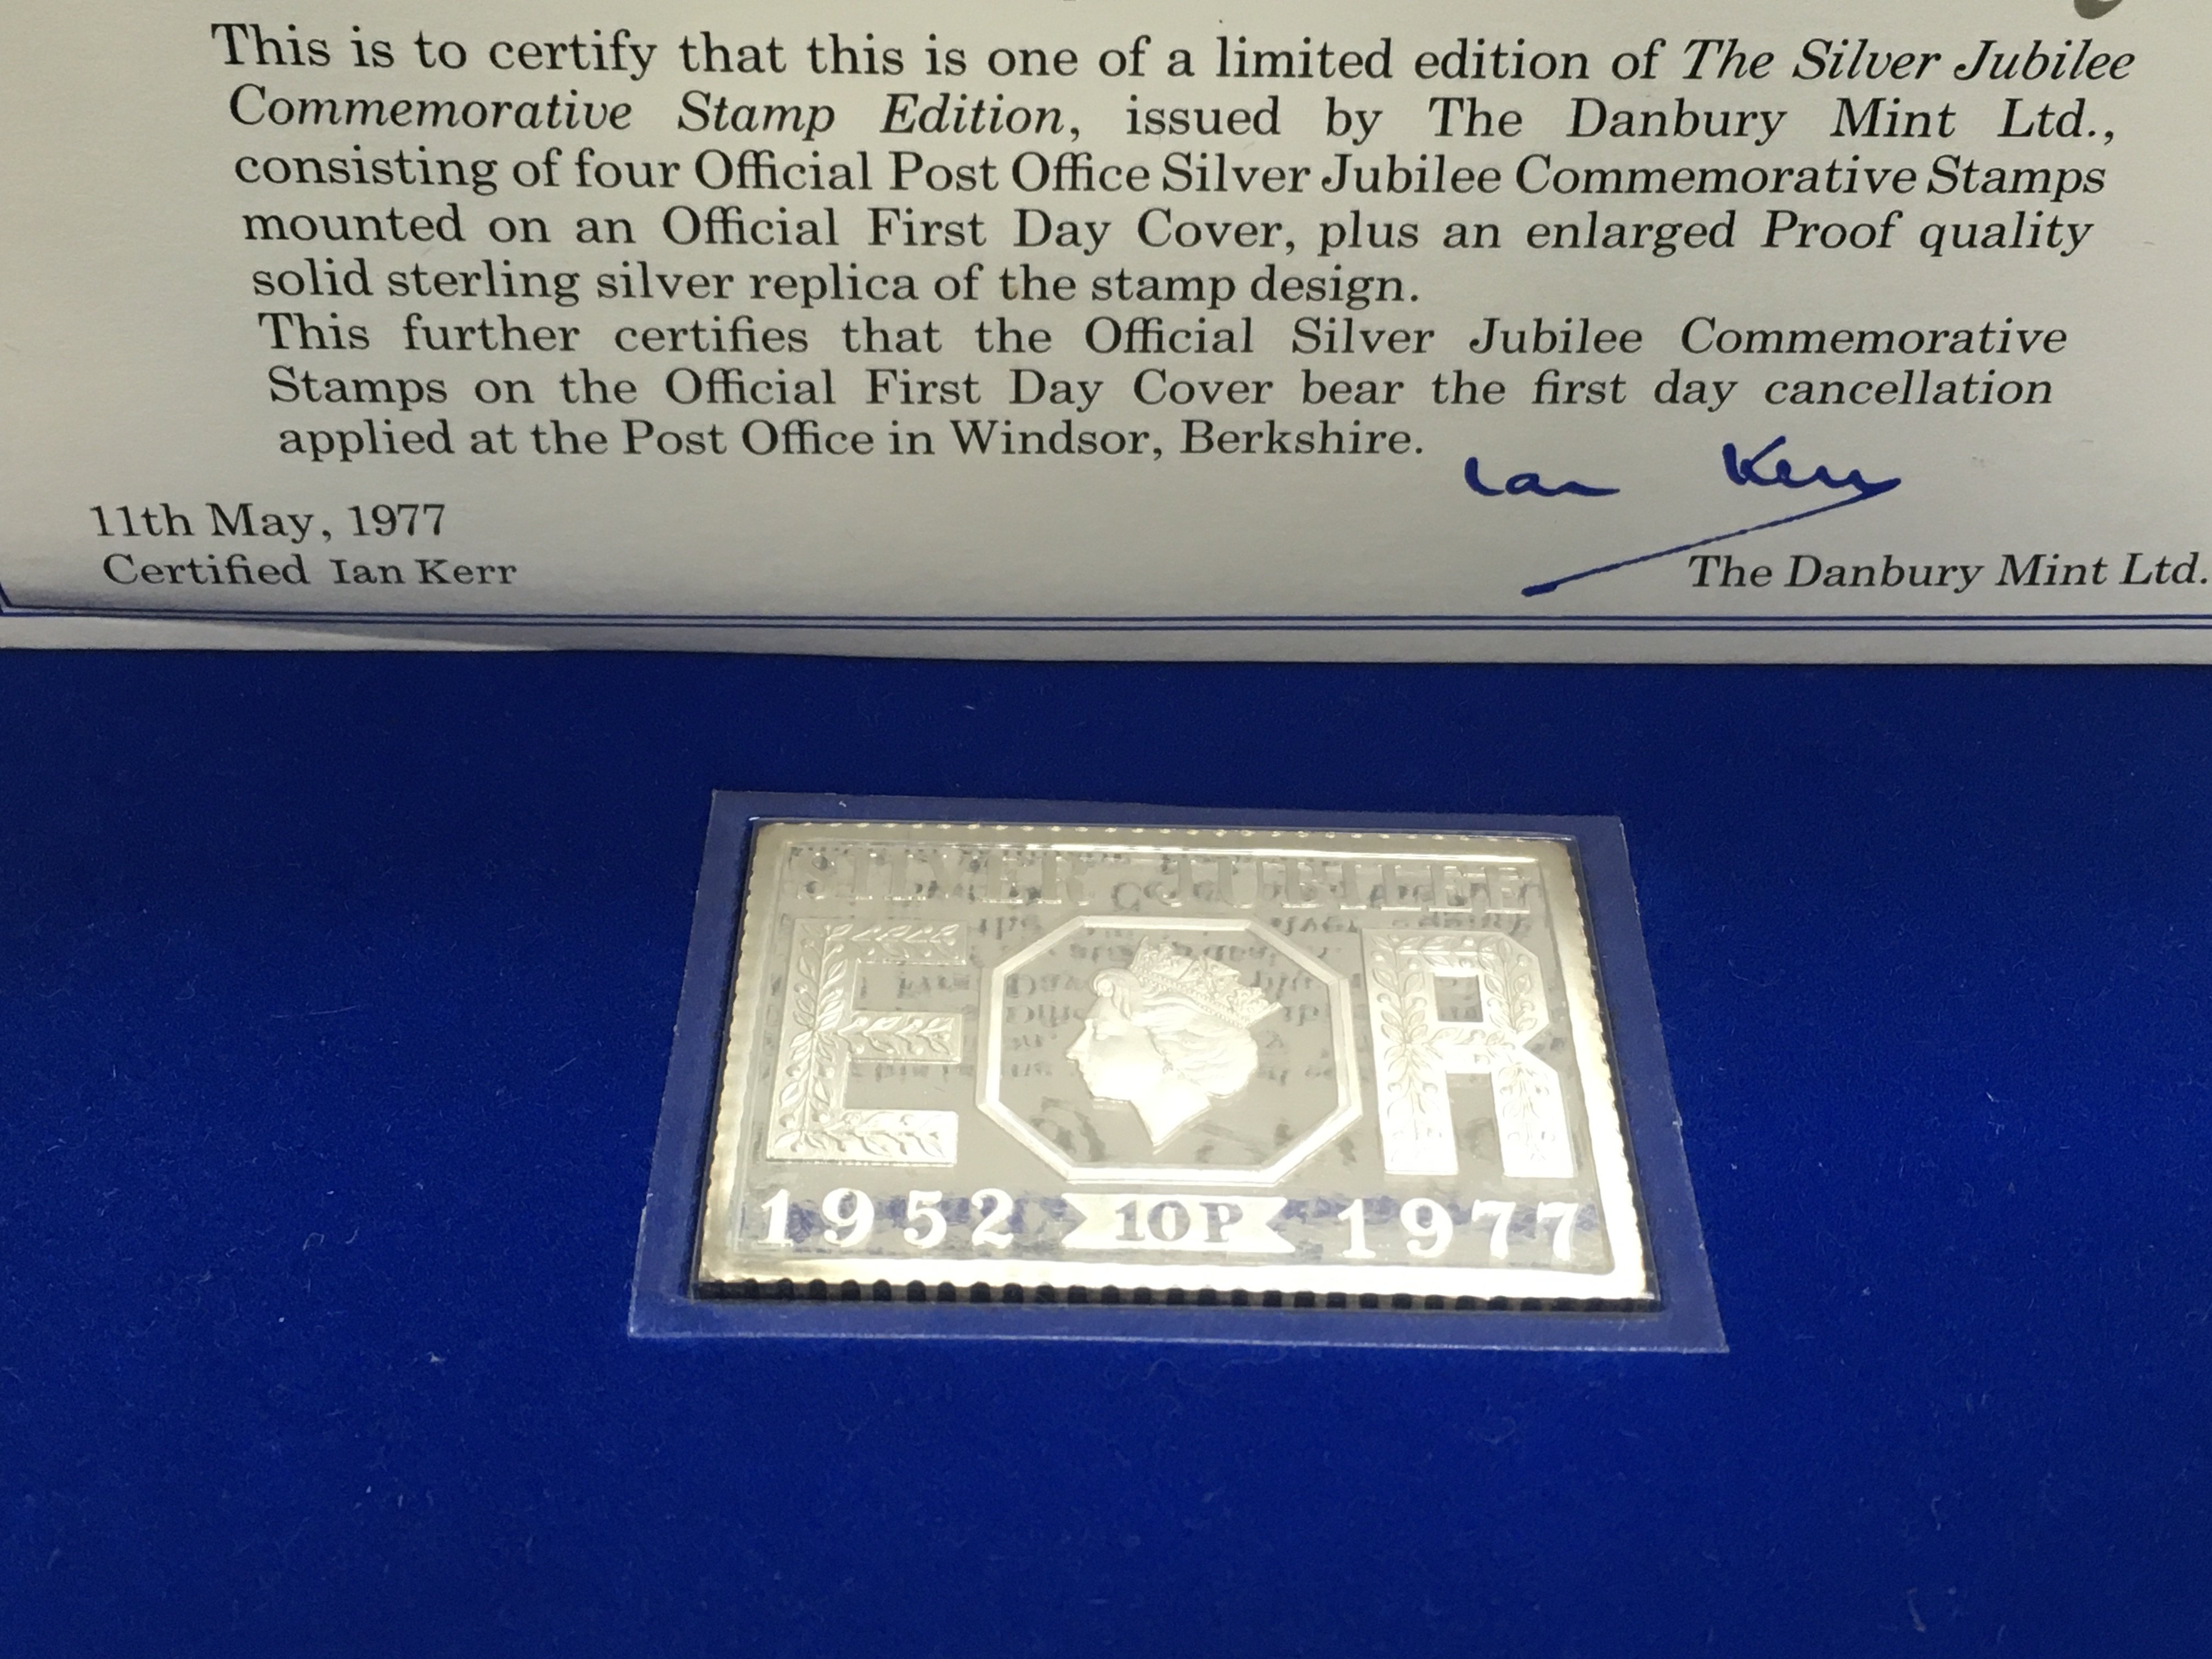 This is to certify that this is one of a limited edition of The Silver Jubilee
Commemorative Stamp Edition, issued by The Danbury Mint Ltd.,
consisting of four Official Post Office Silver Jubilee Commemorative Stamps
mounted on an Official First Day Cover, plus an enlarged Proof quality
solid sterling silver replica of the stamp design.
This further certifies that the Official Silver Jubilee Commemorative
Stamps on the Official First Day Cover bear the first day cancellation
applied at the Post Office in Windsor, Berkshire.
Ian Kerr
11th May, 1977
Certified Ian Kerr
The Danbury Mint Ltd.
SILVER JUBILEE
E R
1952 10P 1977